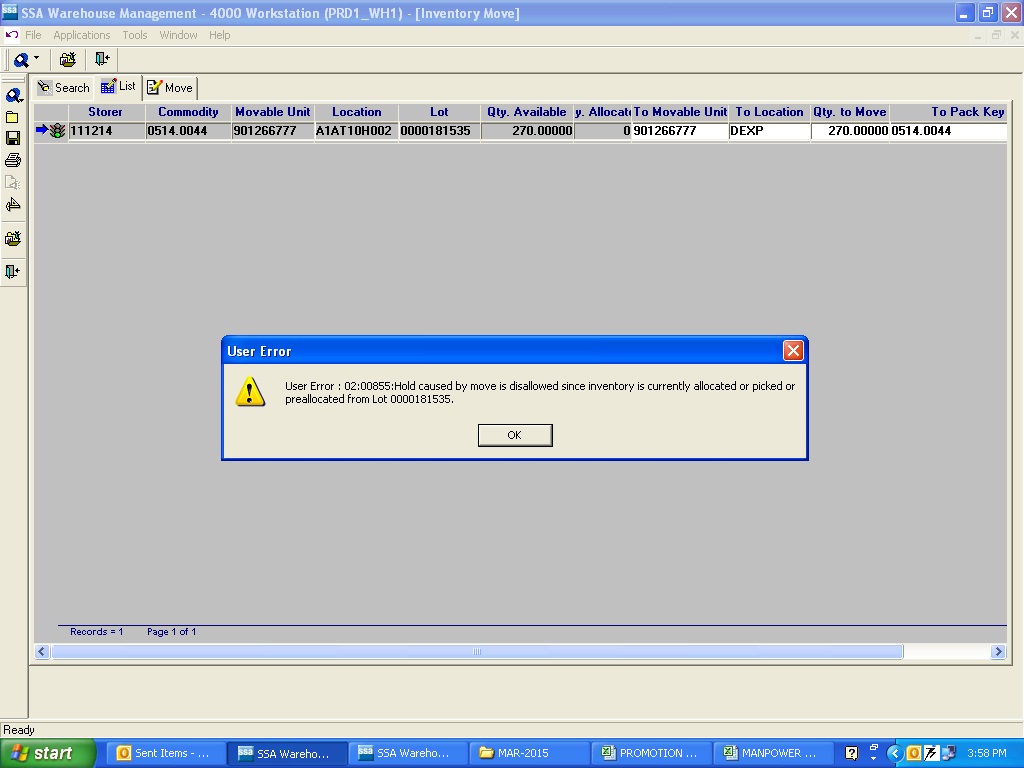 SSA Warehouse Management - 4000 Workstation (PRD1_WH1) - [Inventory Move]
File Applications Tools Window Help
Search List Move
Storer Commodity Movable Unit Location Lot Qty. Available y. Allocate To Movable Unit To Location Qty. to Move To Pack Key
111214 0514.0044 901266777 A1AT10H002 0000181535 270.00000 0 901266777 DEXP 270.00000 0514.0044
User Error
User Error : 02:00855:Hold caused by move is disallowed since inventory is currently allocated or picked or
preallocated from Lot 0000181535.
OK
Records = 1 Page 1 of 1
Ready
start Sent Items - ... SSA Wareho... SSA Wareho... MAR-2015 PROMOTION ... MANPOWER ... 3:58 PM